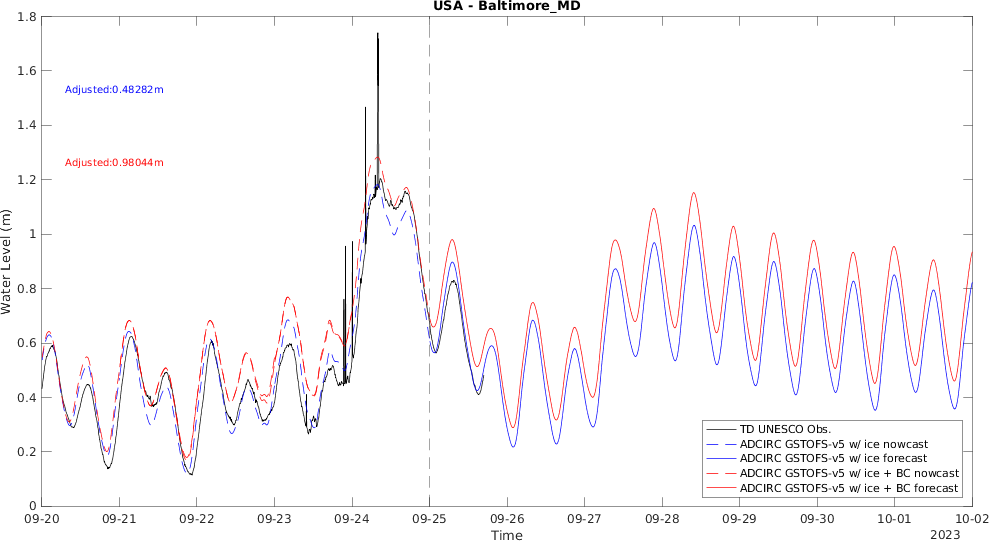 USA - Baltimore_MD
1.8
1.6
1.4
1.2
1
0.8
0.6
0.4
0.2
0
Water Level (m)
Adjusted:0.48282m
Adjusted:0.98044m
TD UNESCO Obs.
ADCIRC GSTOFS-v5 w/ ice nowcast
ADCIRC GSTOFS-v5 w/ ice forecast
ADCIRC GSTOFS-v5 w/ ice + BC nowcast
ADCIRC GSTOFS-v5 w/ ice + BC forecast
09-20 09-21 09-22 09-23 09-24 09-25 09-26 09-27 09-28 09-29 09-30 10-01 10-02
Time
2023